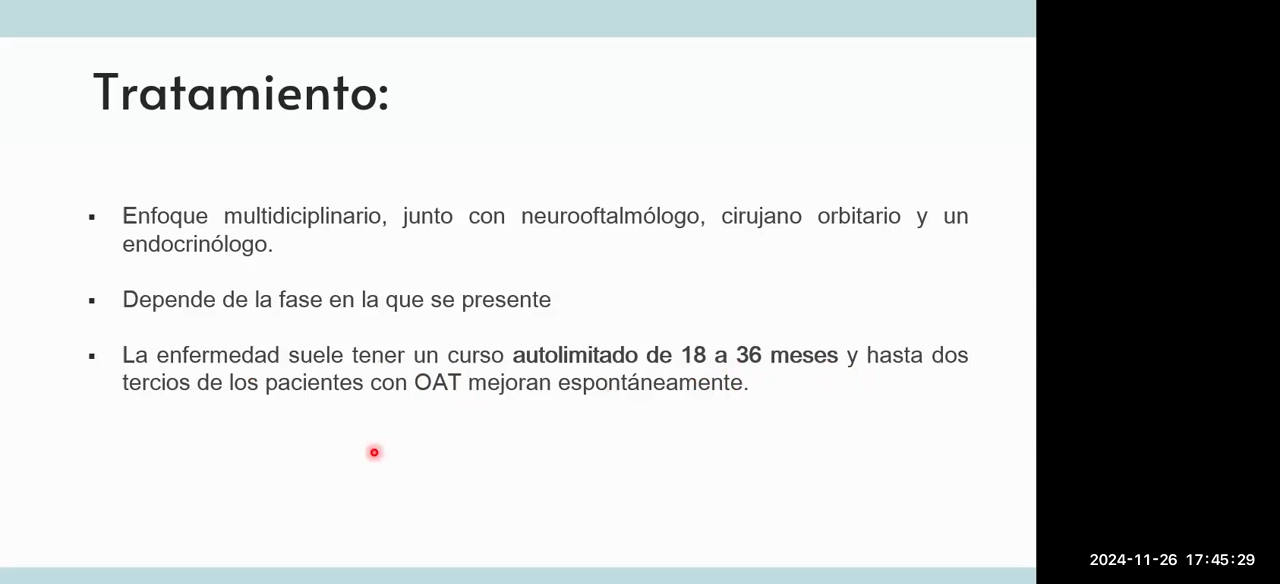 Tratamiento:
Enfoque multidiciplinario, junto con neurooftalmólogo, cirujano orbitario y un
endocrinólogo.
Depende de la fase en la que se presente
La enfermedad suele tener un curso autolimitado de 18 a 36 meses y hasta dos
tercios de los pacientes con OAT mejoran espontáneamente.
2024-11-26 17:45:29